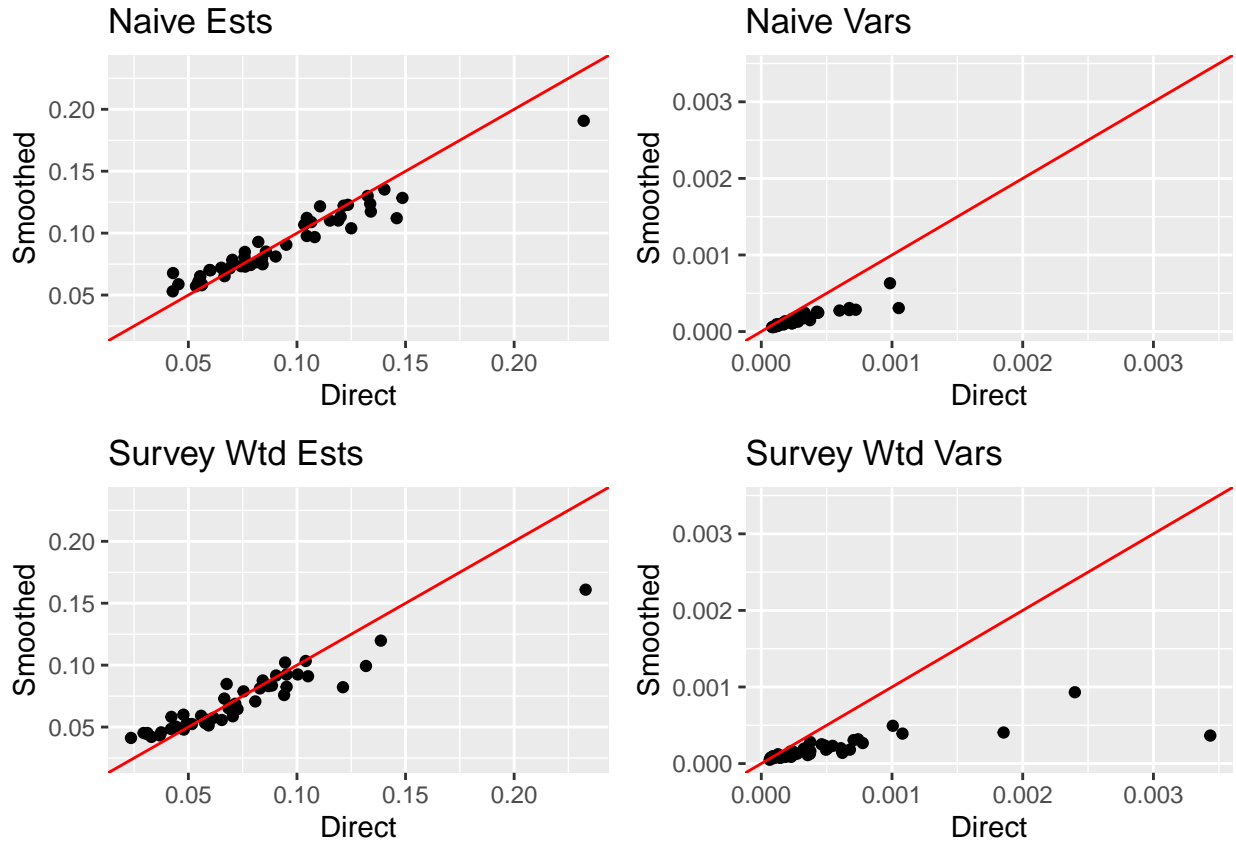 Naive Ests
Smoothed
0.20
0.15
0.10
0.05
0.05 0.10 0.15 0.20
Direct
Naive Vars
Smoothed
0.003
0.002
0.001
0.000
0.000 0.001 0.002 0.003
Direct
Survey Wtd Ests
Smoothed
0.20
0.15
0.10
0.05
0.05 0.10 0.15 0.20
Direct
Survey Wtd Vars
Smoothed
0.003
0.002
0.001
0.000
0.000 0.001 0.002 0.003
Direct